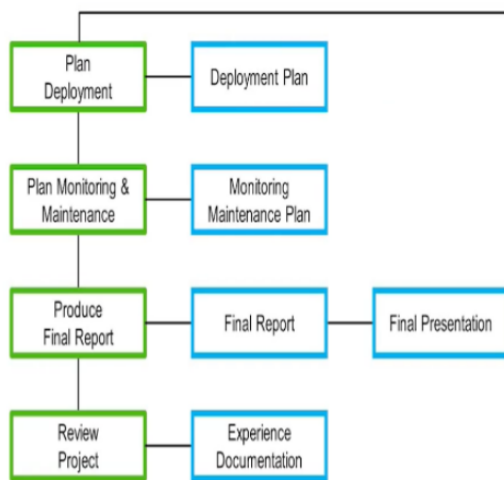 Plan
Deployment
Deployment Plan
Plan Monitoring &
Maintenance
Monitoring
Maintenance Plan
Produce
Final Report
Final Report
Final Presentation
Review
Project
Experience
Documentation